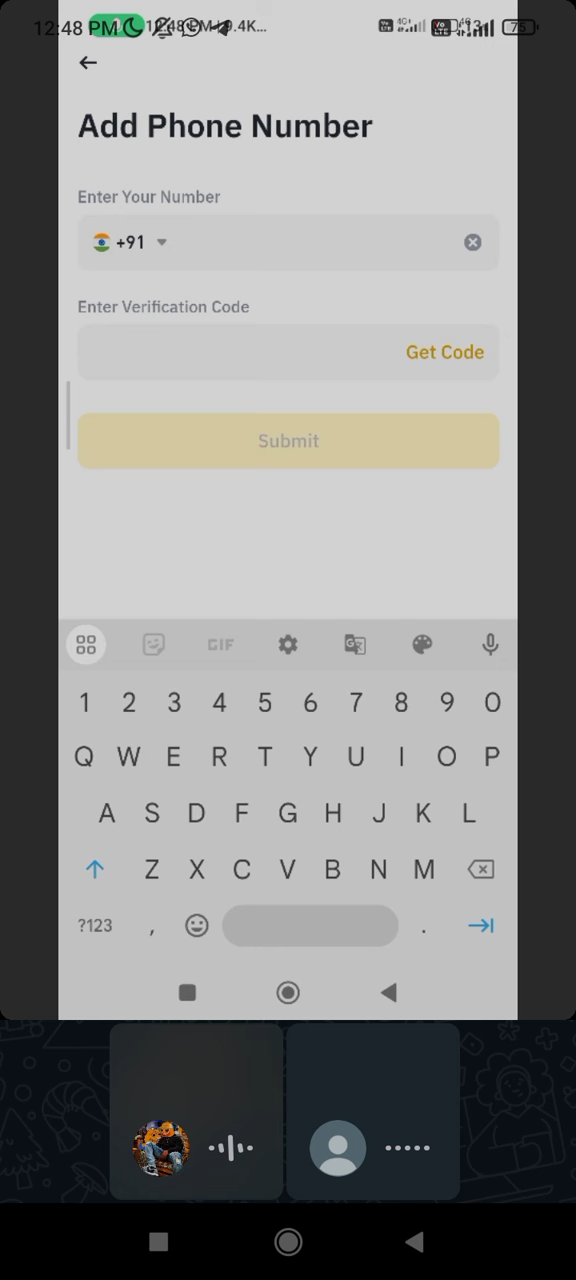 12:48 PM
75
Add Phone Number
Enter Your Number
+91
Enter Verification Code
Get Code
Submit
GIF
1 2 3 4 5 6 7 8 9 0
Q W E R T Y U I O P
A S D F G H J K L
Z X C V B N M
?123 , .